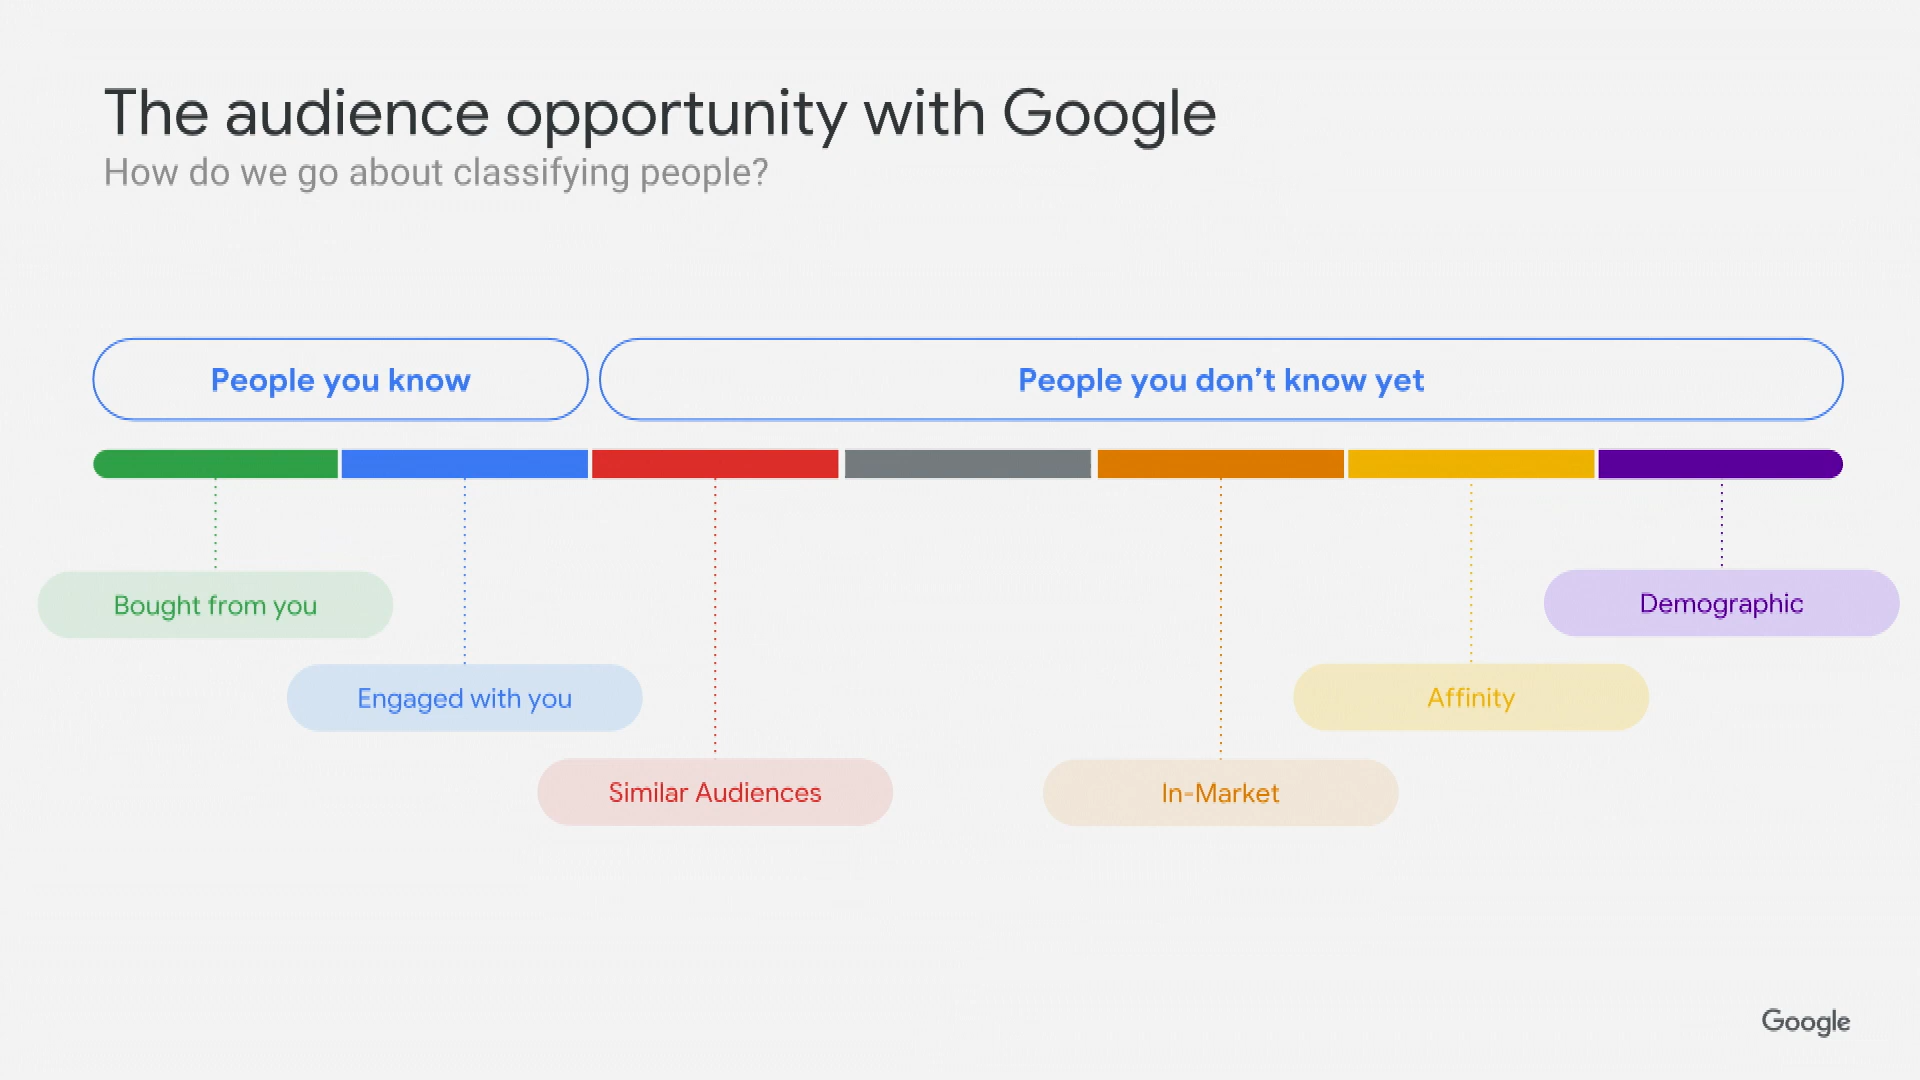 The audience opportunity with Google
How do we go about classifying people?
People you know
People you don't know yet
Bought from you
Demographic
Engaged with you
Affinity
Similar Audiences
In-Market
Google